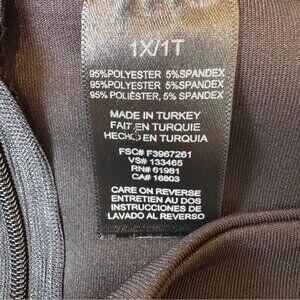 1X/1T
95%POLYESTER 5%SPANDEX
95%POLYESTER 5%SPANDEX
95% POLIÉSTER, 5% SPANDEX
MADE IN TURKEY
FAIT EN TURQUIE
HECHO EN TURQUIA
FSC# F3967261
VS# 133465
RN# 61981
CA# 16803
CARE ON REVERSE
ENTRETIEN AU DOS
INSTRUCCIONES DE
LAVADO AL REVERSO